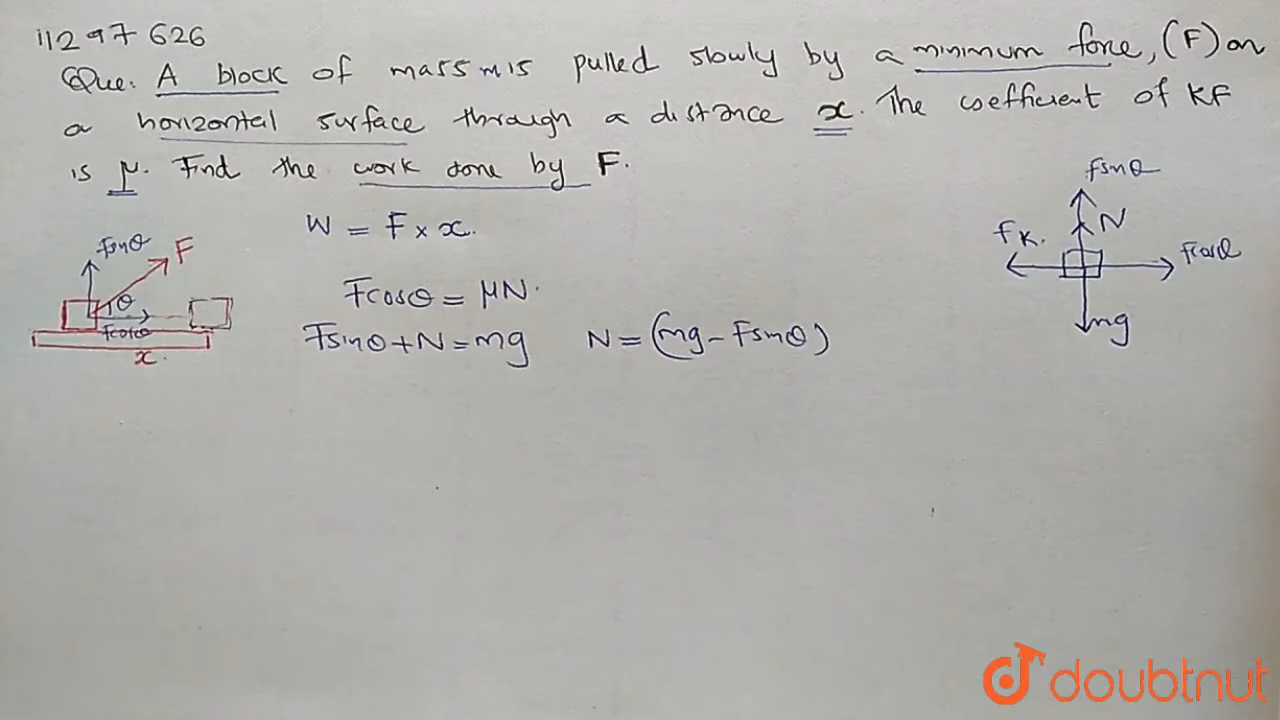 11297626
Que. A block of mass m is pulled slowly by a minimum force, (F) on
a horizontal surface through a distance x. The coefficient of KF
is μ. Find the work done by F.
W = F × x.
Fcosθ = μN.
Fsinθ + N = mg    N = (mg - Fsinθ)
Fsinθ
F
θ
Fcosθ
x.
fsinθ
N
fK.
Fcosθ
mg
doubtnut